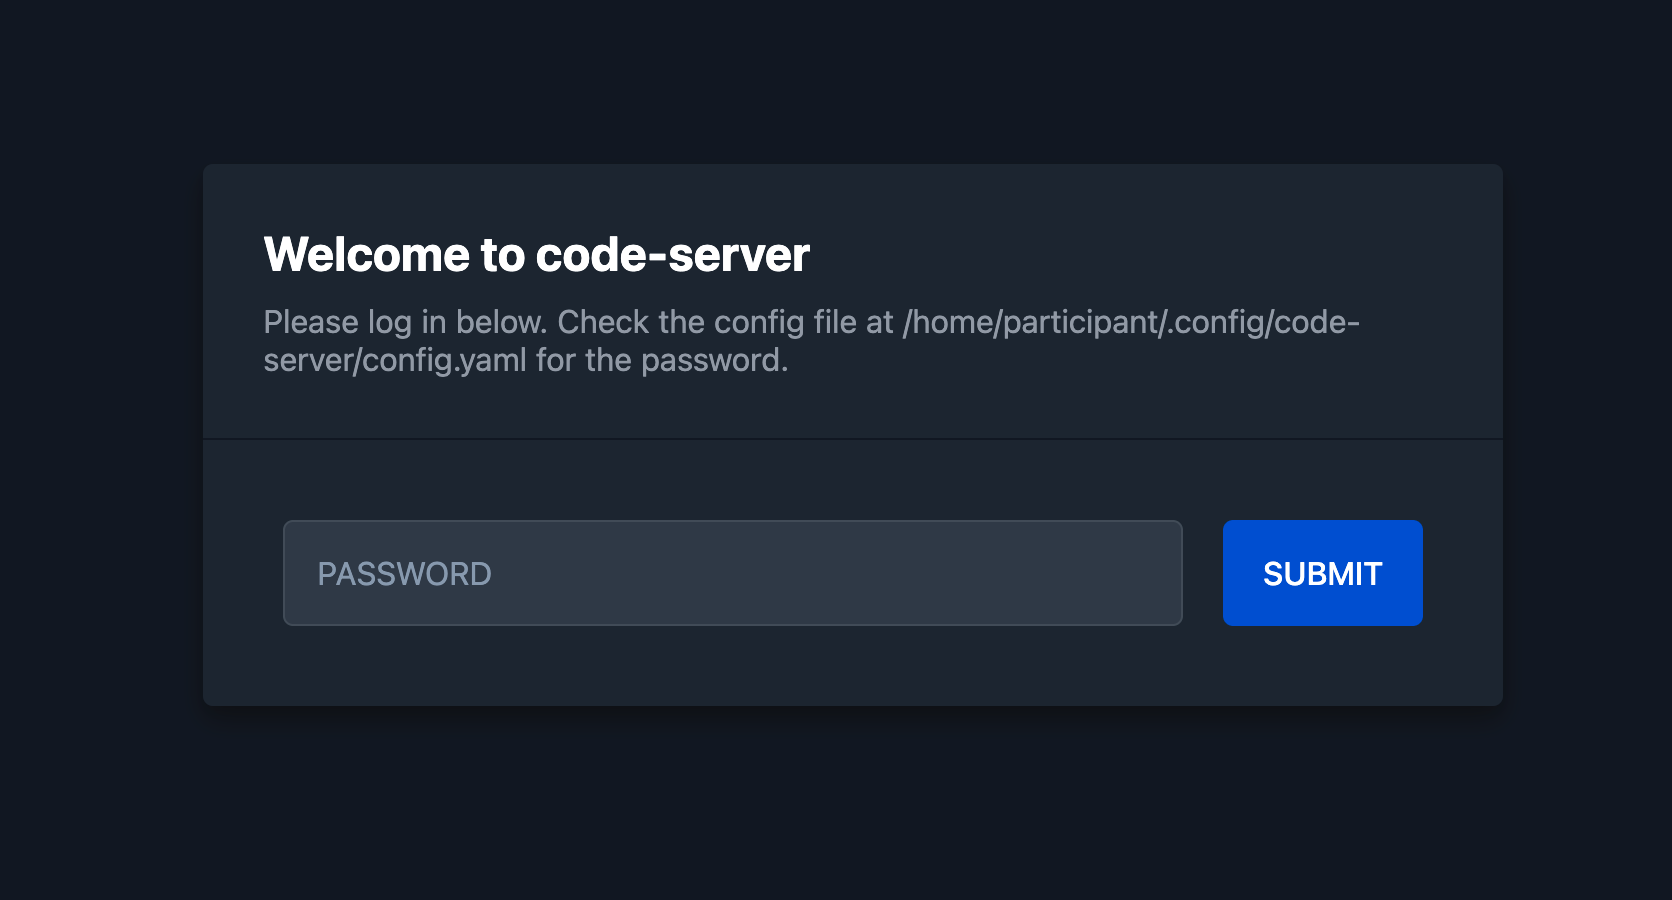 Welcome to code-server
Please log in below. Check the config file at /home/participant/.config/code-
server/config.yaml for the password.
PASSWORD
SUBMIT